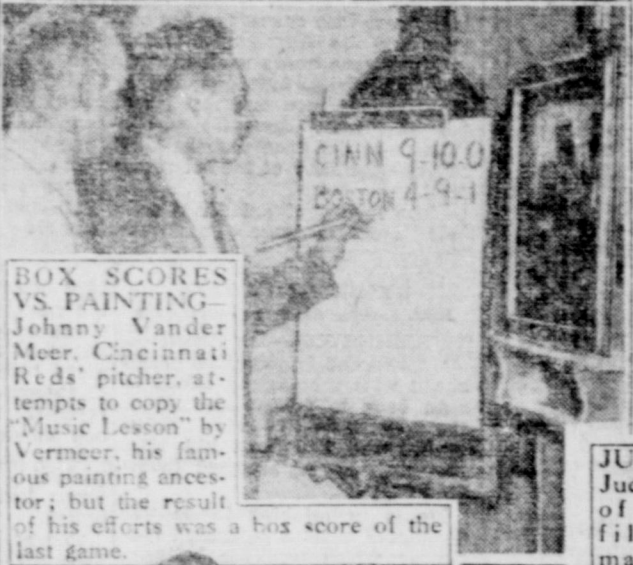 CINN 9-10-0
BOSTON 4-9-1
BOX SCORES
VS. PAINTING—
Johnny Vander
Meer, Cincinnati
Reds' pitcher, at-
tempts to copy the
"Music Lesson" by
Vermeer, his fam-
ous painting ances-
tor; but the result
of his efforts was a box score of the
last game.
JU
Jud
of
fil
ma